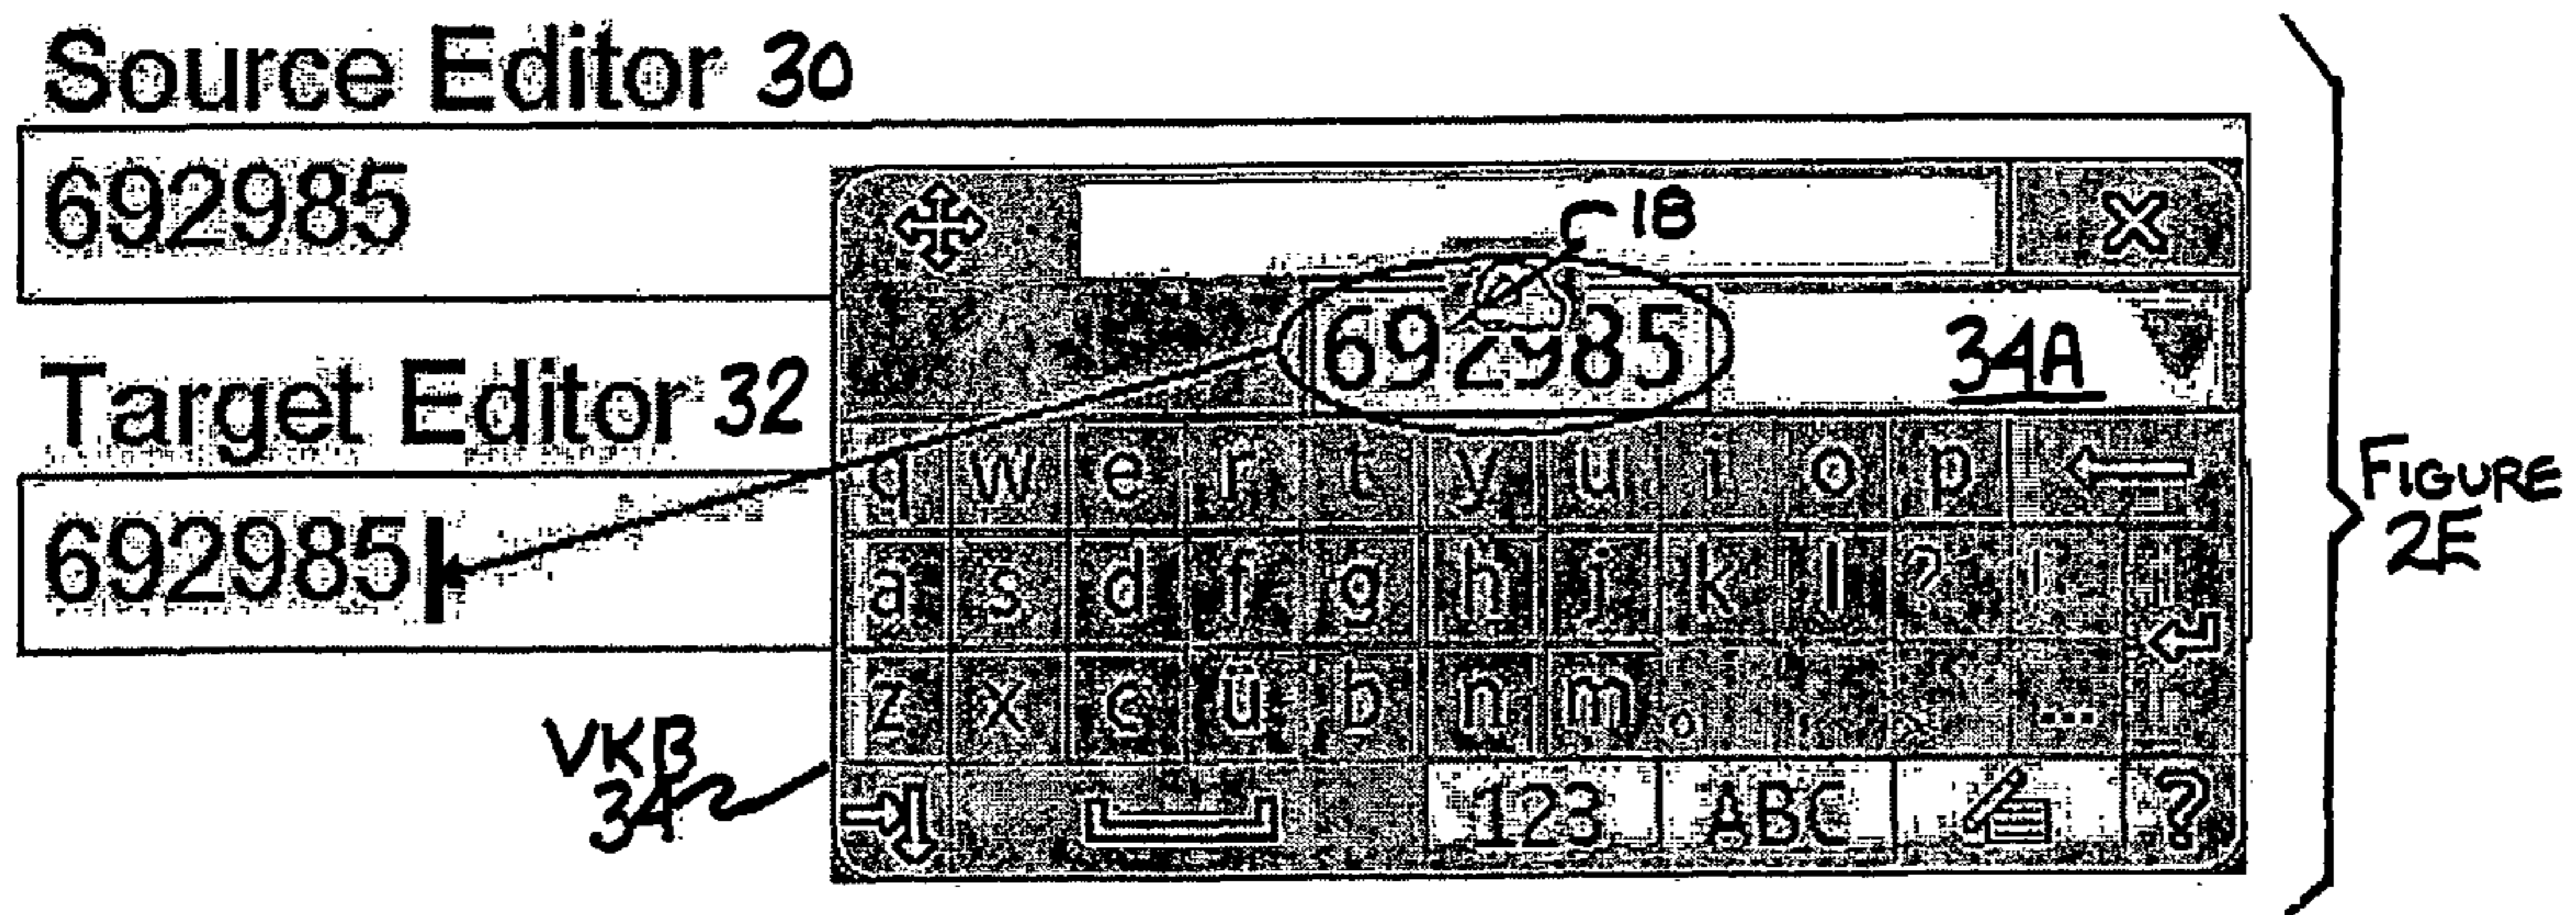 Source Editor 30
692985
18
692985
34A
Target Editor 32
692985
q w e r t y u i o p
a s d f g h j k l ? !
z x c ü b n m 。 , 、 ...
123 ABC ?
VKB
34
FIGURE
2E